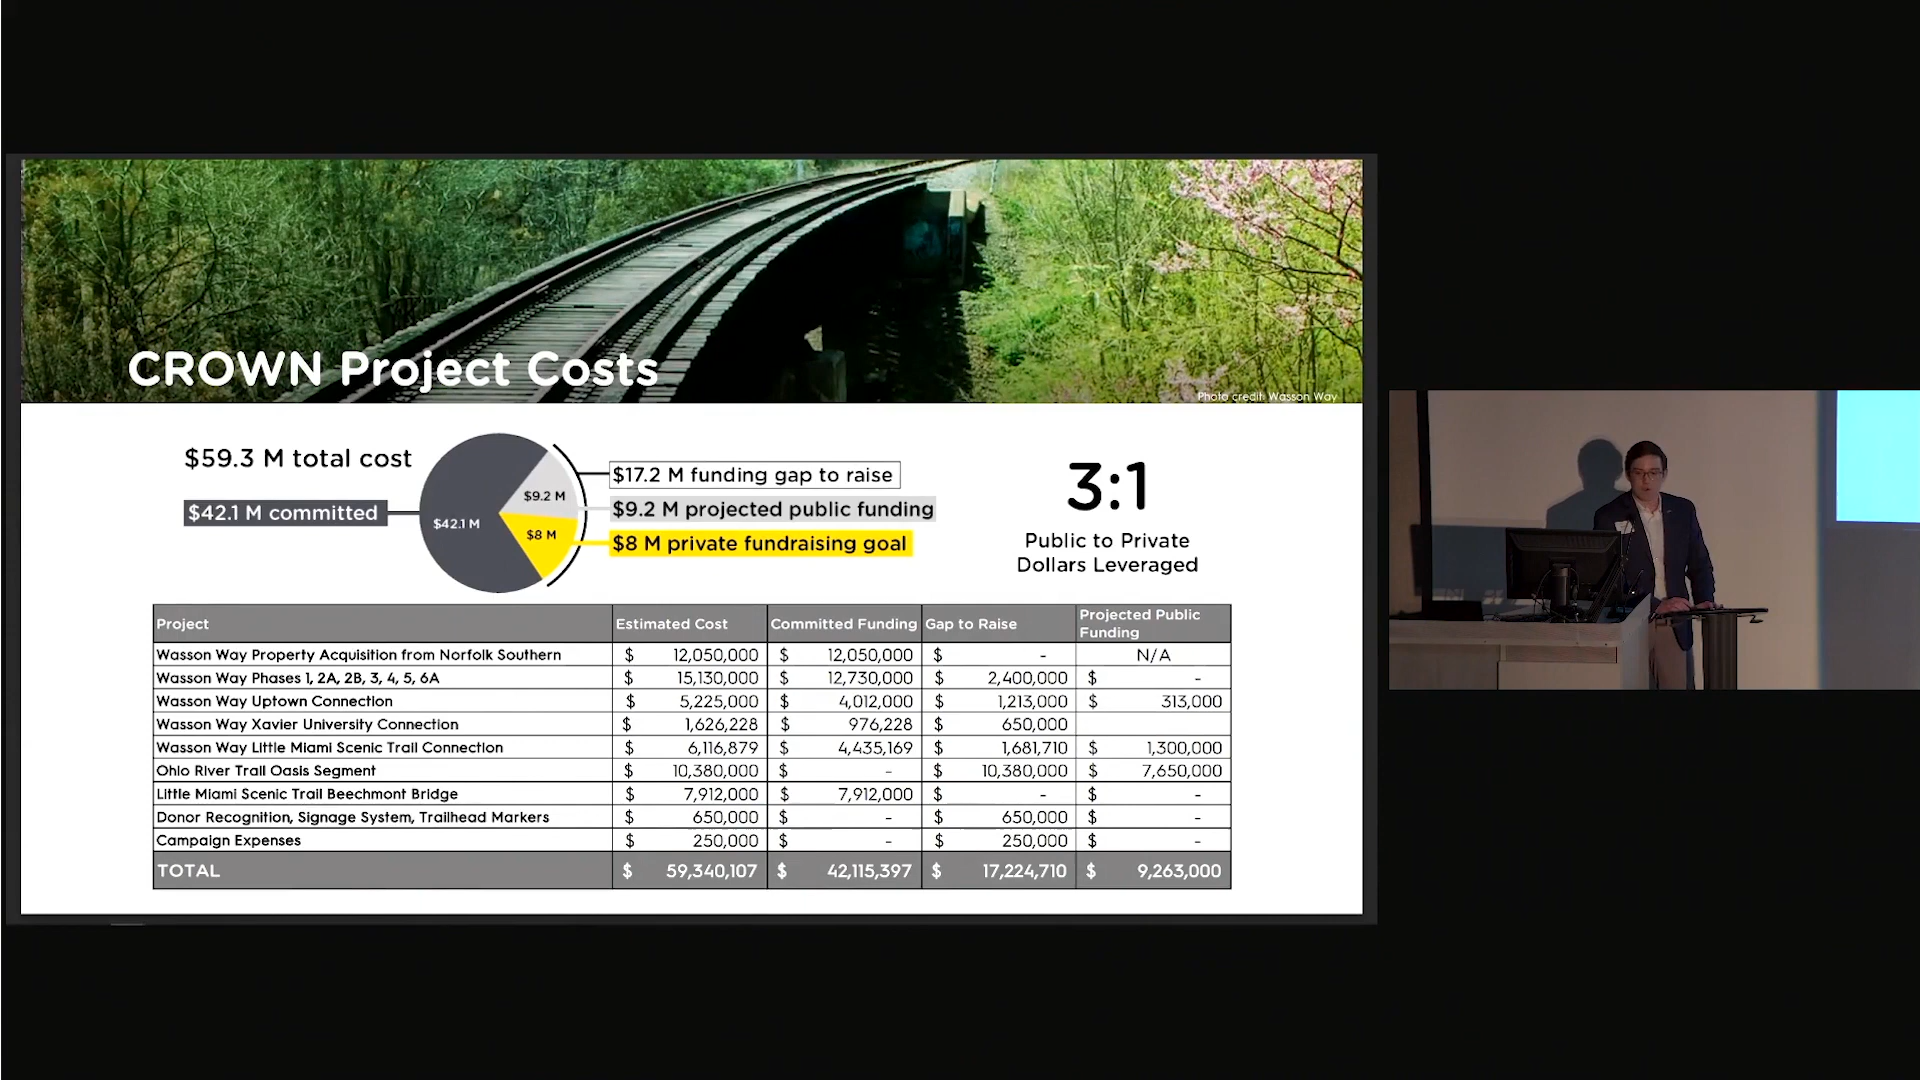 CROWN Project Costs
Photo credit: Wasson Way
$59.3 M total cost
$42.1 M committed
$42.1 M
$9.2 M
$8 M
$17.2 M funding gap to raise
$9.2 M projected public funding
$8 M private fundraising goal
3:1
Public to Private
Dollars Leveraged
Project Estimated Cost Committed Funding Gap to Raise Projected Public Funding
Wasson Way Property Acquisition from Norfolk Southern $ 12,050,000 $ 12,050,000 $ - N/A
Wasson Way Phases 1, 2A, 2B, 3, 4, 5, 6A $ 15,130,000 $ 12,730,000 $ 2,400,000 $ -
Wasson Way Uptown Connection $ 5,225,000 $ 4,012,000 $ 1,213,000 $ 313,000
Wasson Way Xavier University Connection $ 1,626,228 $ 976,228 $ 650,000
Wasson Way Little Miami Scenic Trail Connection $ 6,116,879 $ 4,435,169 $ 1,681,710 $ 1,300,000
Ohio River Trail Oasis Segment $ 10,380,000 $ - $ 10,380,000 $ 7,650,000
Little Miami Scenic Trail Beechmont Bridge $ 7,912,000 $ 7,912,000 $ - $ -
Donor Recognition, Signage System, Trailhead Markers $ 650,000 $ - $ 650,000 $ -
Campaign Expenses $ 250,000 $ - $ 250,000 $ -
TOTAL $ 59,340,107 $ 42,115,397 $ 17,224,710 $ 9,263,000